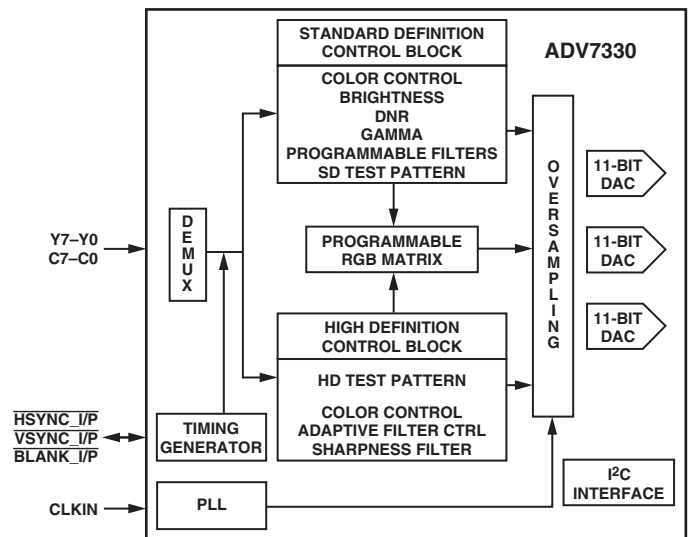 STANDARD DEFINITION
CONTROL BLOCK
ADV7330
COLOR CONTROL
BRIGHTNESS
DNR
GAMMA
PROGRAMMABLE FILTERS
SD TEST PATTERN
OVERSAMPLING
11-BIT
DAC
Y7–Y0
C7–C0
DEMUX
PROGRAMMABLE
RGB MATRIX
11-BIT
DAC
HIGH DEFINITION
CONTROL BLOCK
11-BIT
DAC
HD TEST PATTERN
COLOR CONTROL
ADAPTIVE FILTER CTRL
SHARPNESS FILTER
HSYNC_I/P
VSYNC_I/P
BLANK_I/P
TIMING
GENERATOR
I2C
INTERFACE
CLKIN
PLL